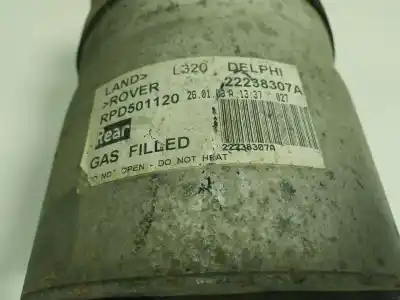 LAND> L320 DELPHI
>ROVER 22238307A
RPD501120 26.01.08 A 13:37 027
Rear
GAS FILLED 22238307A
DO NOT OPEN - DO NOT HEAT